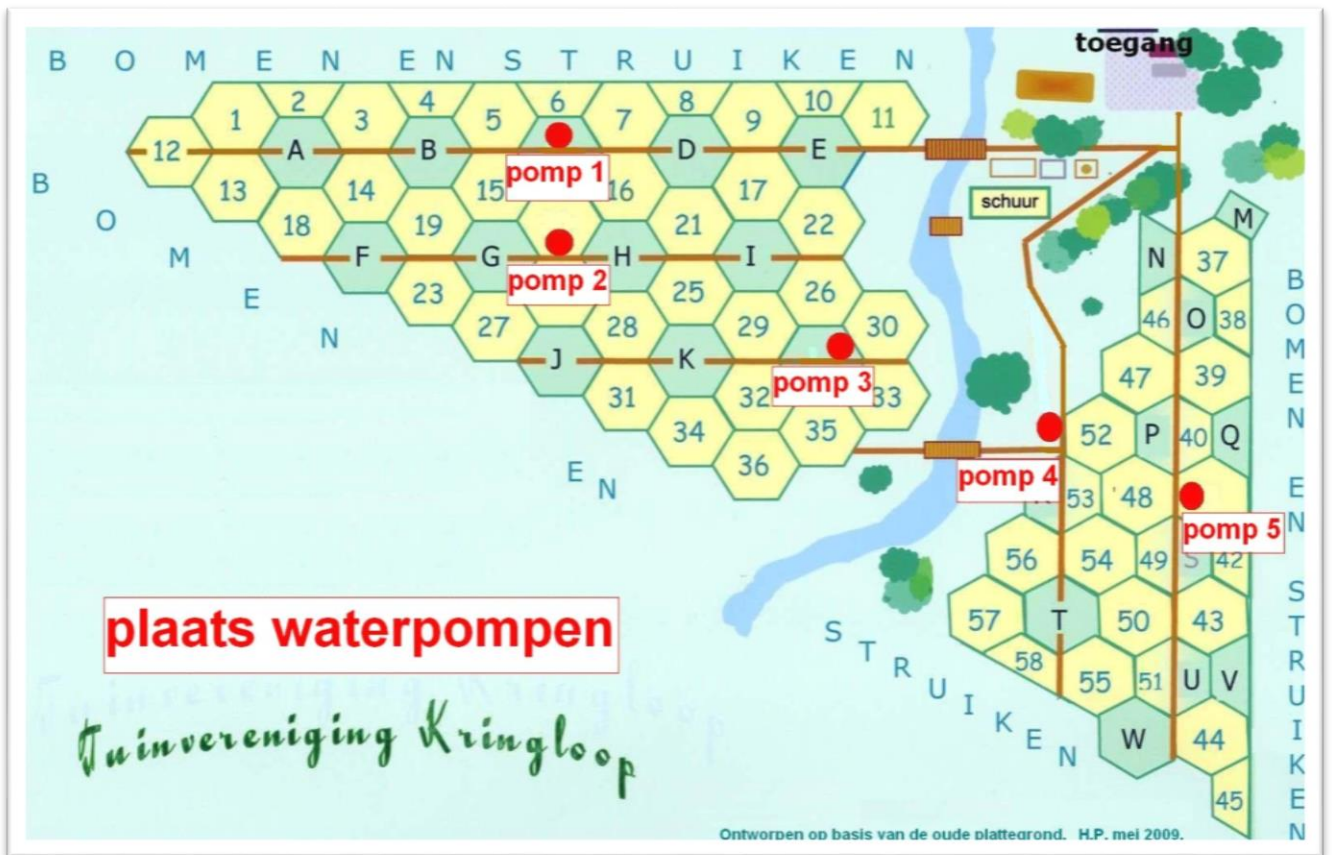 toegang
BOMEN EN STRUIKEN
2 4 6 8 10
1 3 5 7 9 11
12 A B D E
pomp 1
13 14 15 16 17
schuur
18 19 21 22
M
N 37
F G H I
pomp 2
23 25 26
46 O 38
27 28 29 30
J K
47 39
pomp 3
31 32 33
34 35
52 P 40 Q
36
pomp 4
53 48
pomp 5
56 54 49 S 42
57 T 50 43
58 55 51 U V
W 44
45
BOMEN
EN
STRUIKEN
BOMEN EN STRUIKEN
plaats waterpompen
Tuinvereniging Kringloop
Ontworpen op basis van de oude plattegrond. H.P. mei 2009.